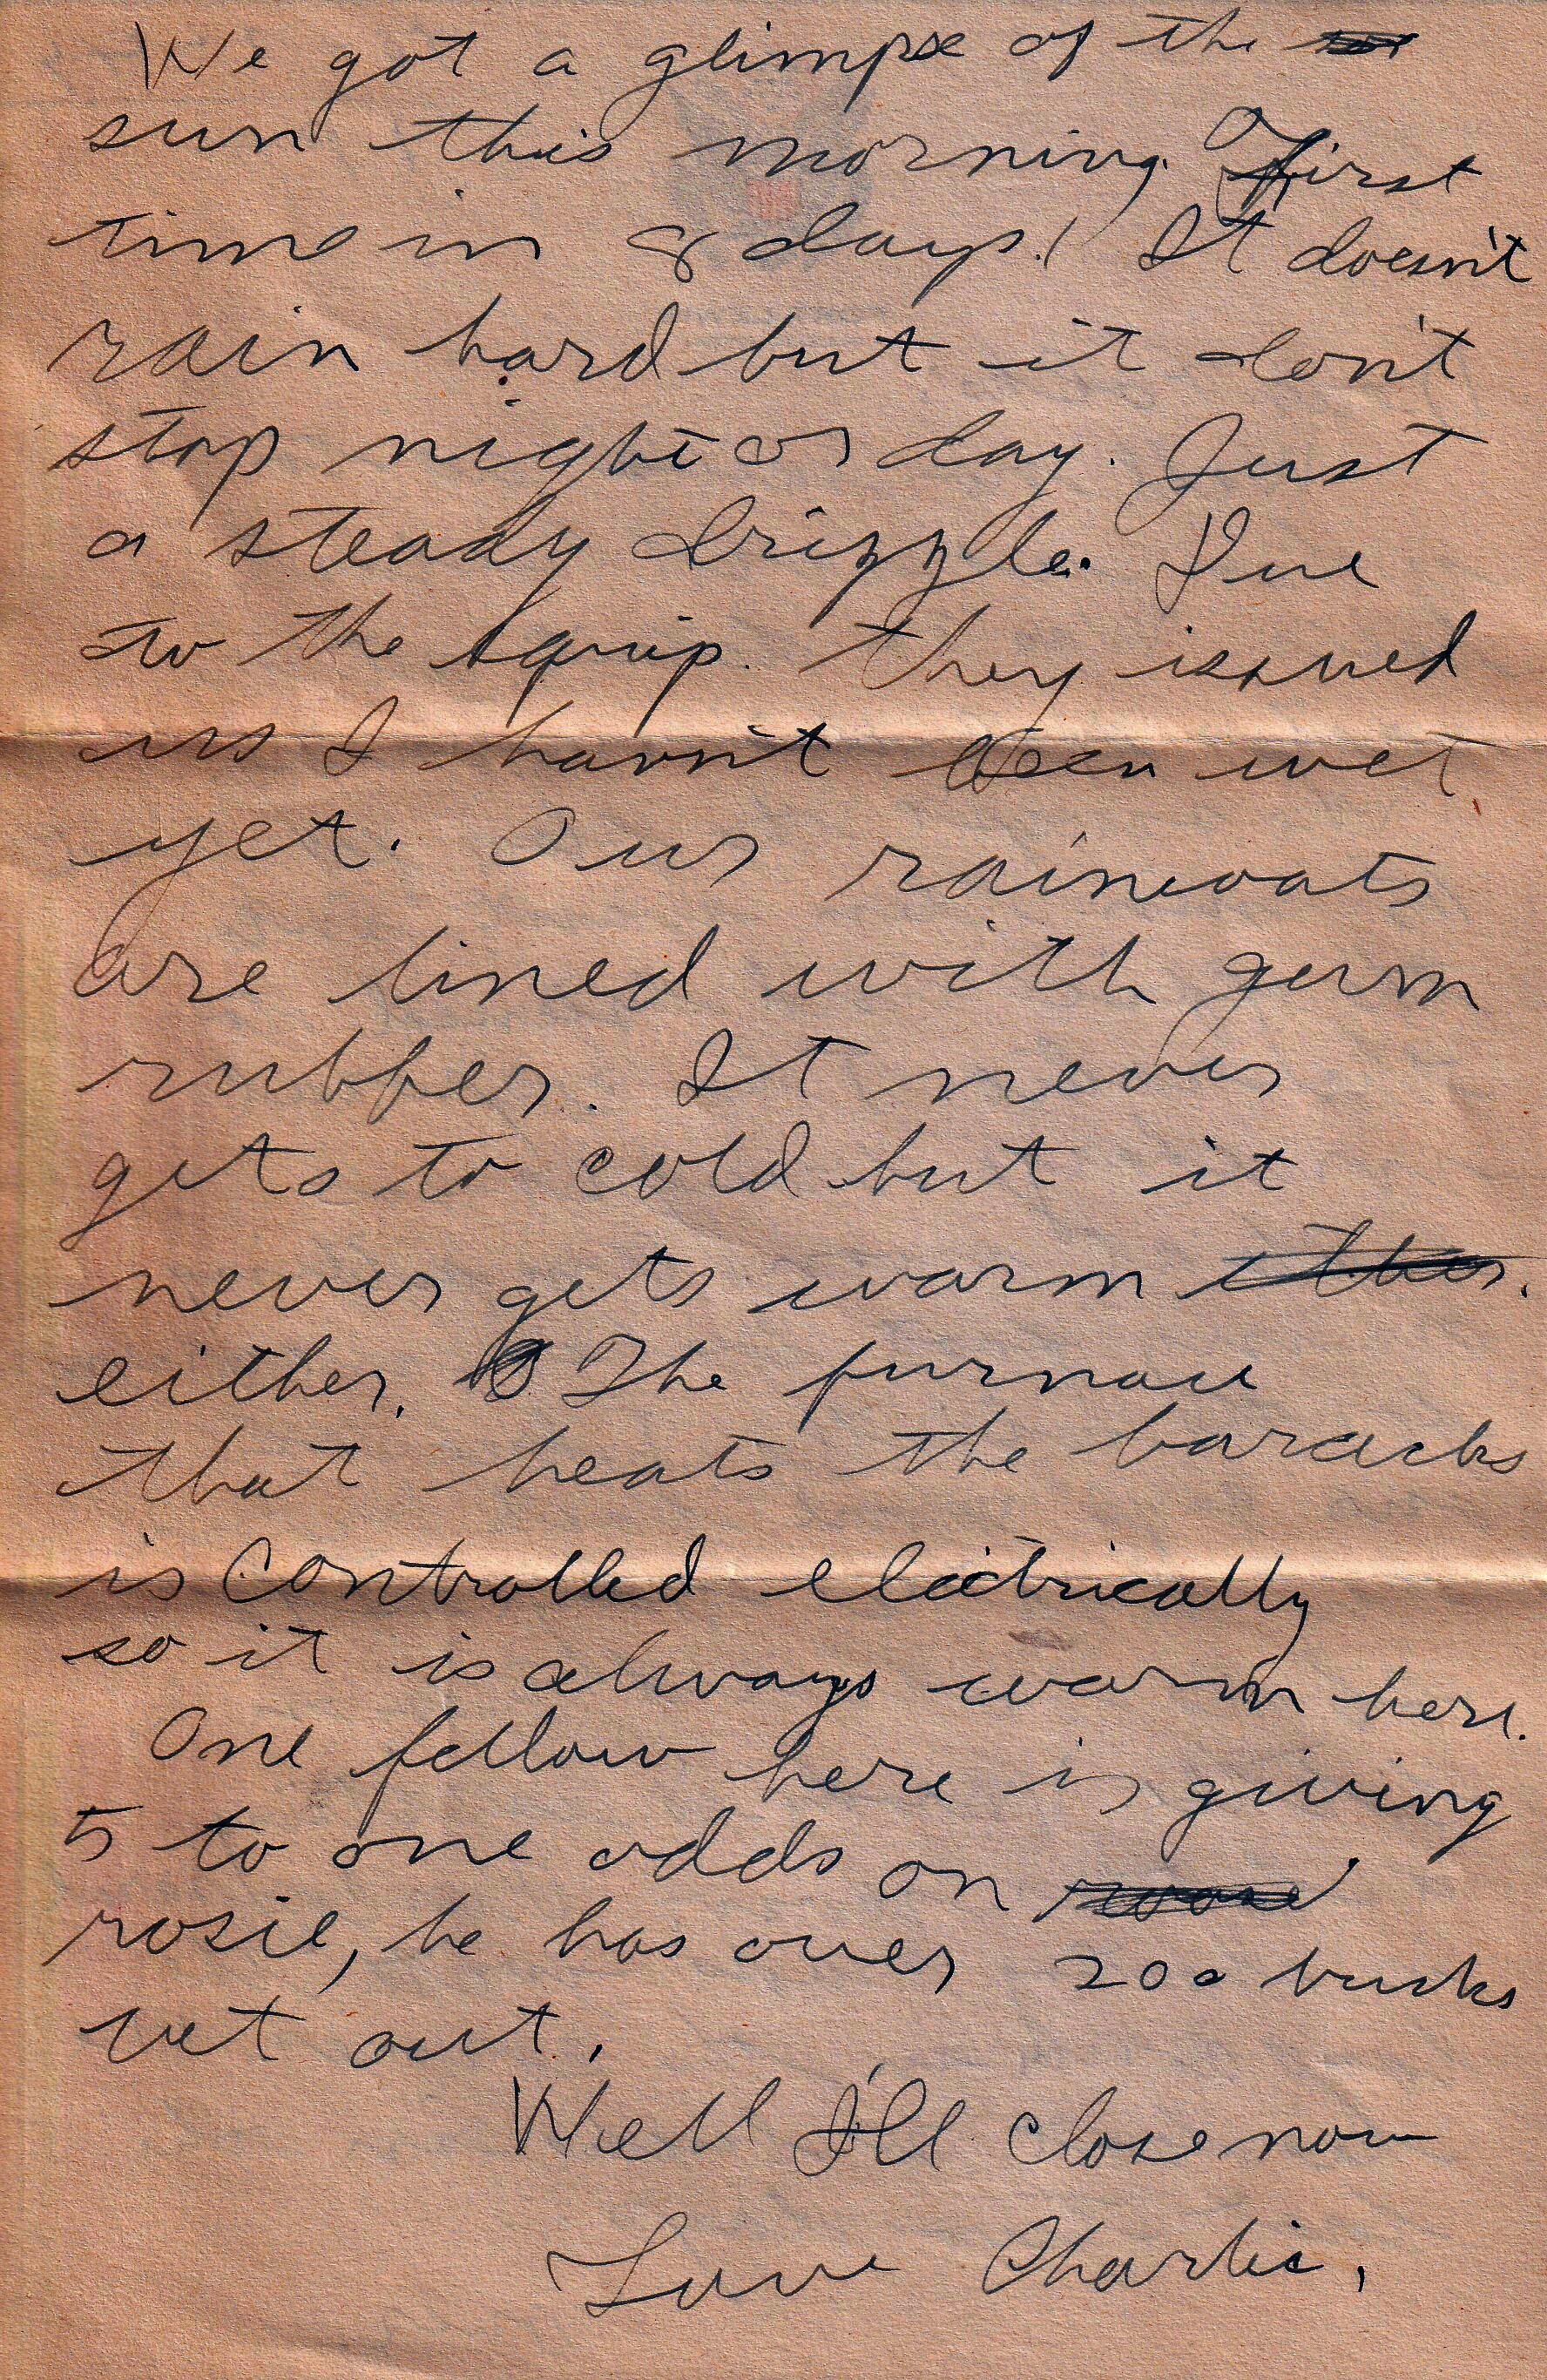 We got a glimpse of the
sun this morning. First
time in 8 days! It doesn't
rain hard but it don't
stop night or day. Just
a steady drizzle. Due
to the equip. they issued
us I havn't been wet
yet. Our raincoats
are lined with gum
rubber. It never
gets to cold but it
never gets warm
either. The furnace
that heats the baracks
is controlled electrically
so it is always warm here.
One fellow here is giving
5 to one odds on
rosie, he has over 200 bucks
out.
Well I'll close now
Love Charlie.